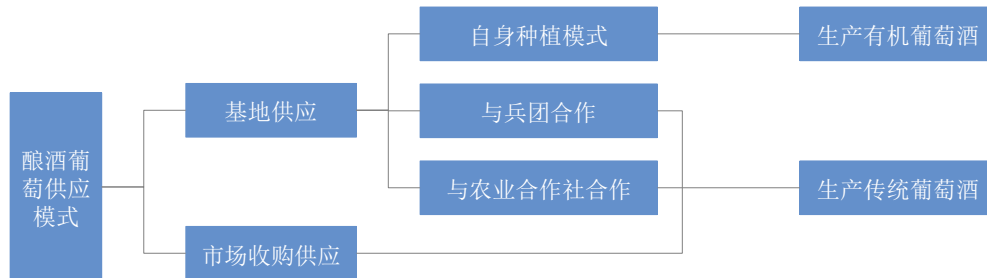 自身种植模式
生产有机葡萄酒
基地供应
与兵团合作
酿酒葡
萄供应
模式
与农业合作社合作
生产传统葡萄酒
市场收购供应